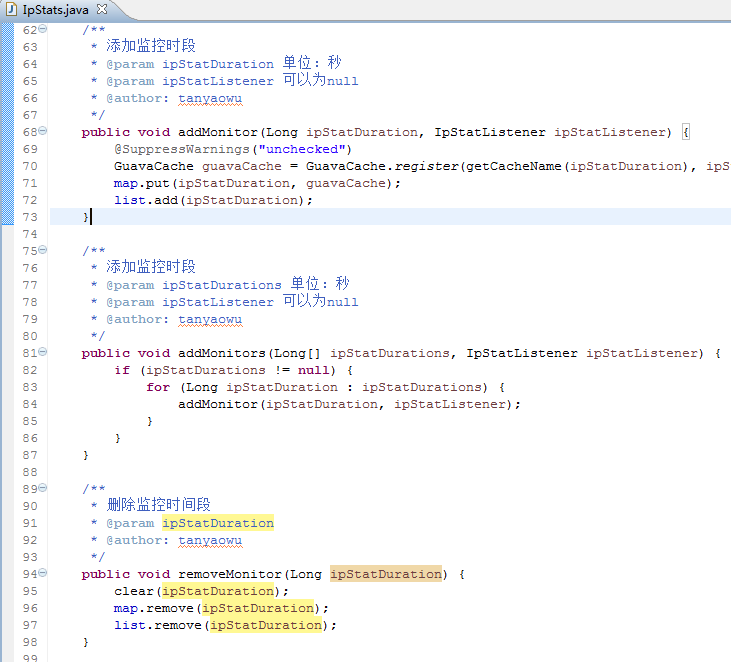 IpStats.java
62 /**
63 * 添加监控时段
64 * @param ipStatDuration 单位：秒
65 * @param ipStatListener 可以为null
66 * @author: tanyaowu
67 */
68 public void addMonitor(Long ipStatDuration, IpStatListener ipStatListener) {
69 @SuppressWarnings("unchecked")
70 GuavaCache guavaCache = GuavaCache.register(getCacheName(ipStatDuration), ipS
71 map.put(ipStatDuration, guavaCache);
72 list.add(ipStatDuration);
73 }
74
75 /**
76 * 添加监控时段
77 * @param ipStatDurations 单位：秒
78 * @param ipStatListener 可以为null
79 * @author: tanyaowu
80 */
81 public void addMonitors(Long[] ipStatDurations, IpStatListener ipStatListener) {
82 if (ipStatDurations != null) {
83 for (Long ipStatDuration : ipStatDurations) {
84 addMonitor(ipStatDuration, ipStatListener);
85 }
86 }
87 }
88
89 /**
90 * 删除监控时间段
91 * @param ipStatDuration
92 * @author: tanyaowu
93 */
94 public void removeMonitor(Long ipStatDuration) {
95 clear(ipStatDuration);
96 map.remove(ipStatDuration);
97 list.remove(ipStatDuration);
98 }
99